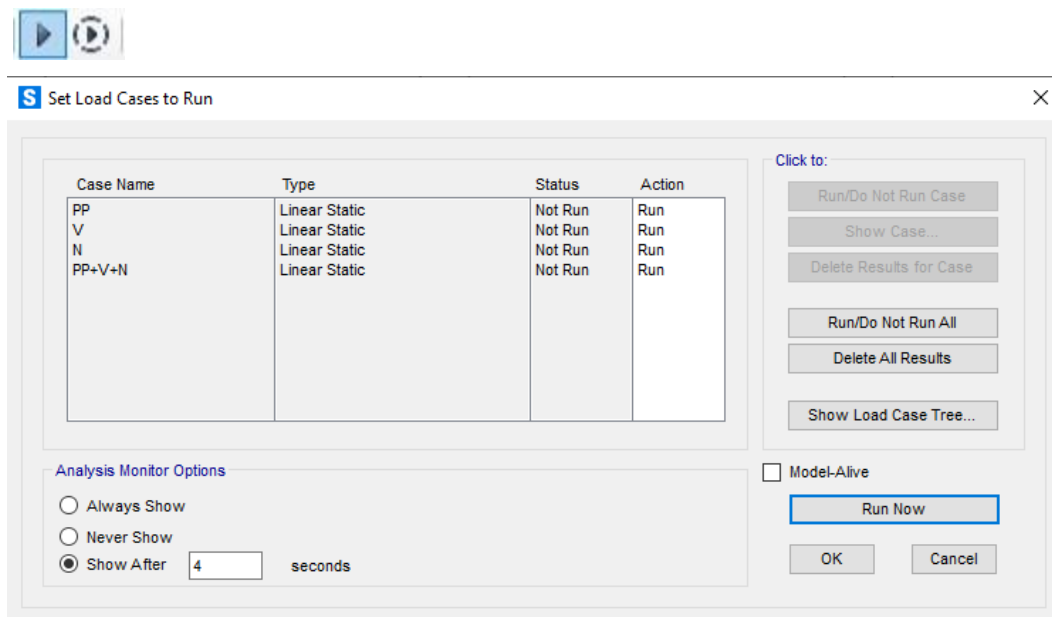 S Set Load Cases to Run
Click to:
Case Name Type Status Action
PP Linear Static Not Run Run
V Linear Static Not Run Run
N Linear Static Not Run Run
PP+V+N Linear Static Not Run Run
Run/Do Not Run Case
Show Case...
Delete Results for Case
Run/Do Not Run All
Delete All Results
Show Load Case Tree...
Analysis Monitor Options
Always Show
Never Show
Show After 4 seconds
Model-Alive
Run Now
OK Cancel